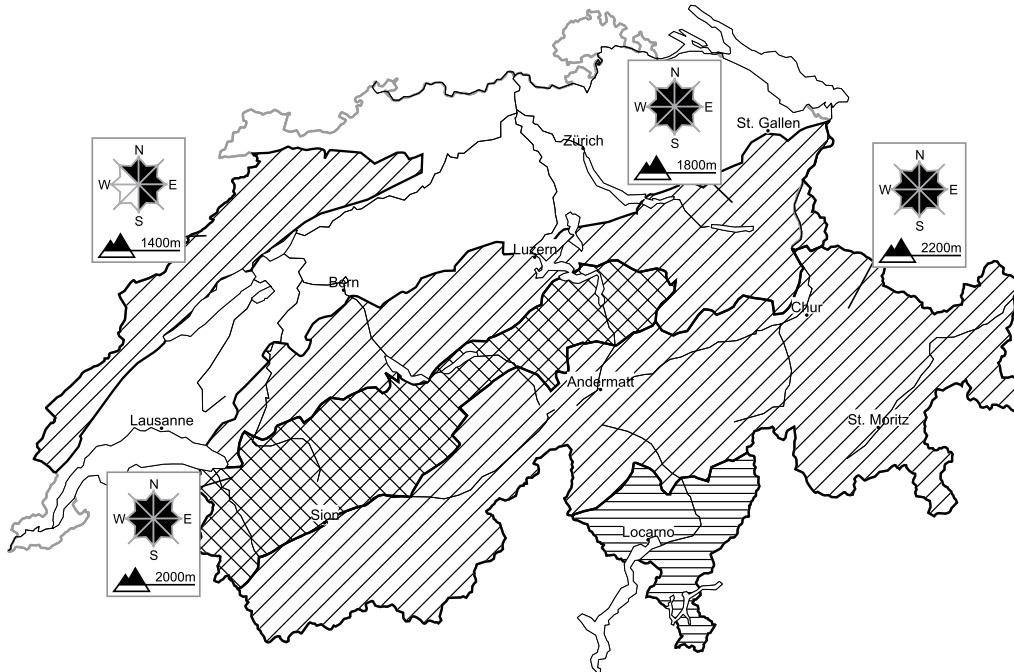 N
W E
S
1800m
St. Gallen
Zürich
N
W E
S
1400m
N
W E
S
2200m
Luzern
Bern
Chur
Andermatt
Lausanne
St. Moritz
N
W E
S
2000m
Sion
Locarno